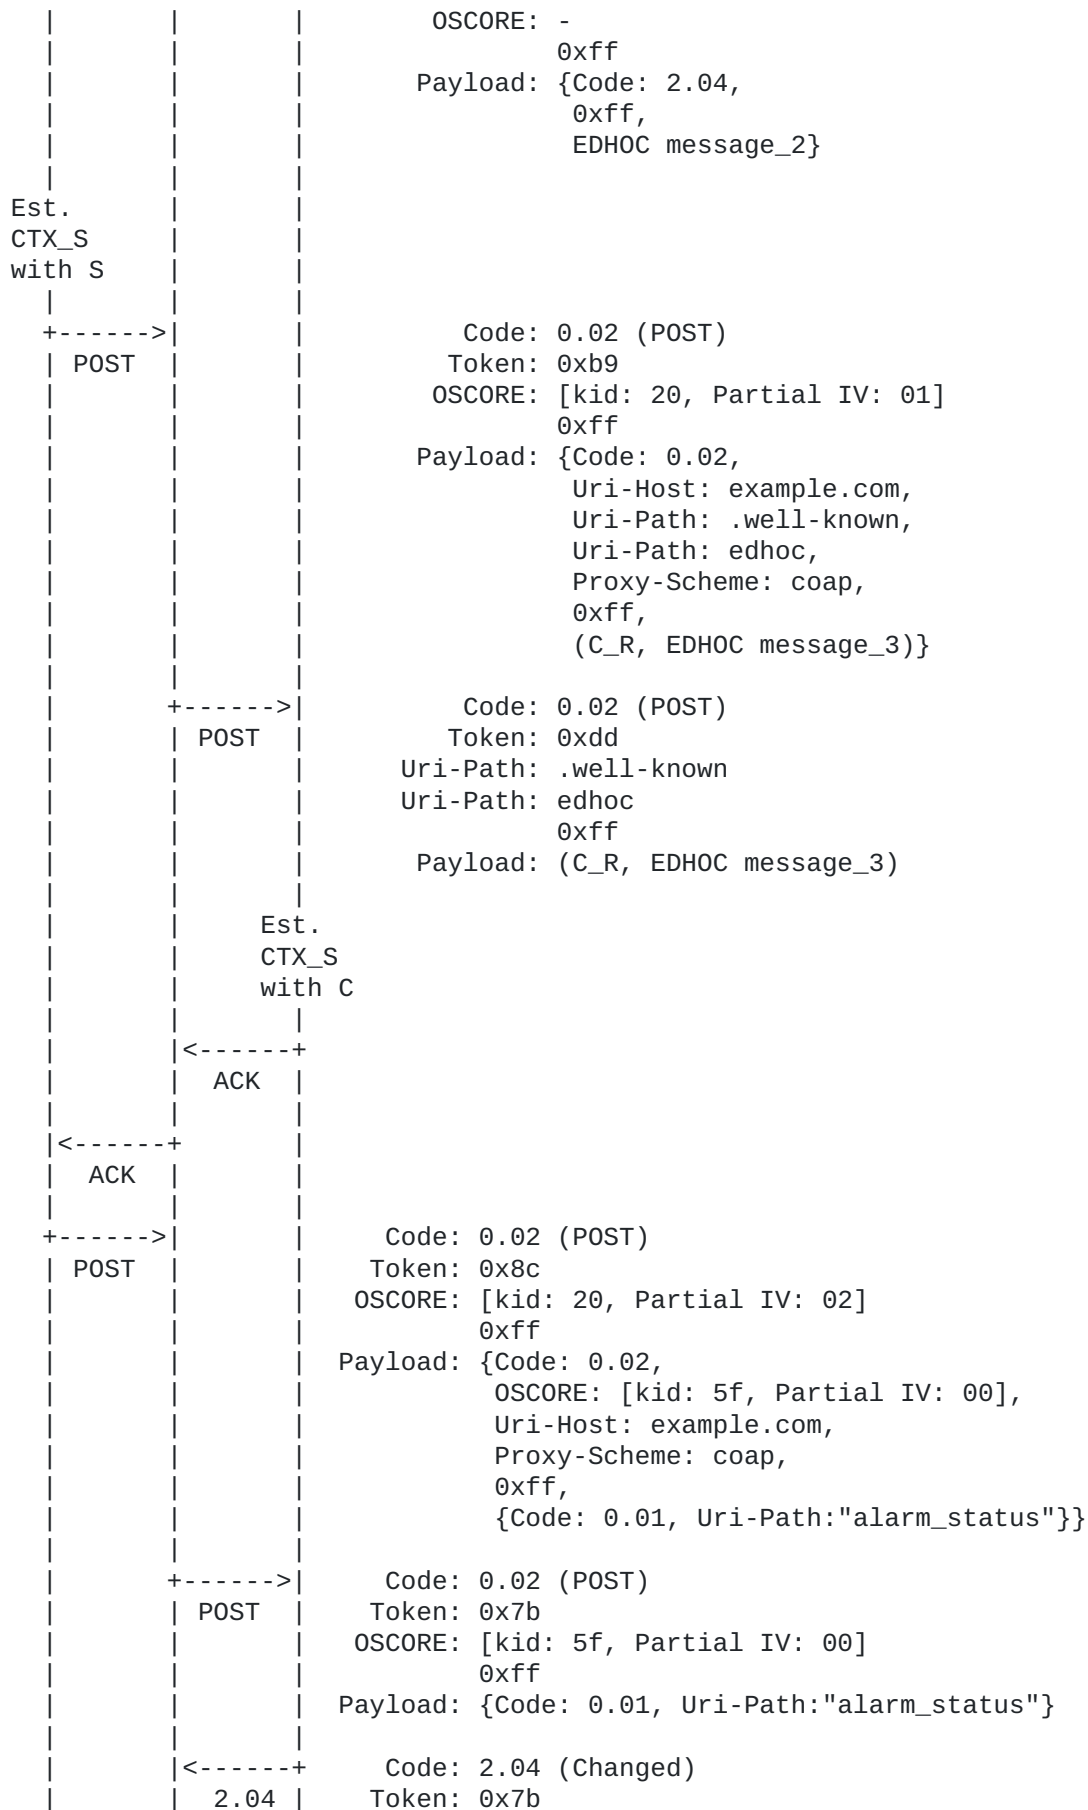 |       |       |        OSCORE: -
|       |       |                0xff
|       |       |       Payload: {Code: 2.04,
|       |       |                 0xff,
|       |       |                 EDHOC message_2}
|       |       |
Est.       |       |
CTX_S      |       |
with S     |       |
|       |       |
+------>|       |          Code: 0.02 (POST)
| POST  |       |         Token: 0xb9
|       |       |        OSCORE: [kid: 20, Partial IV: 01]
|       |       |                0xff
|       |       |       Payload: {Code: 0.02,
|       |       |                 Uri-Host: example.com,
|       |       |                 Uri-Path: .well-known,
|       |       |                 Uri-Path: edhoc,
|       |       |                 Proxy-Scheme: coap,
|       |       |                 0xff,
|       |       |                 (C_R, EDHOC message_3)}
|       |       |
|       +------>|          Code: 0.02 (POST)
|       | POST  |         Token: 0xdd
|       |       |      Uri-Path: .well-known
|       |       |      Uri-Path: edhoc
|       |       |                0xff
|       |       |       Payload: (C_R, EDHOC message_3)
|       |       |
|       |     Est.
|       |     CTX_S
|       |     with C
|       |       |
|       |<------+
|       |  ACK  |
|       |       |
|<------+       |
|  ACK  |       |
|       |       |
+------>|       |     Code: 0.02 (POST)
| POST  |       |    Token: 0x8c
|       |       |   OSCORE: [kid: 20, Partial IV: 02]
|       |       |           0xff
|       |       |  Payload: {Code: 0.02,
|       |       |            OSCORE: [kid: 5f, Partial IV: 00],
|       |       |            Uri-Host: example.com,
|       |       |            Proxy-Scheme: coap,
|       |       |            0xff,
|       |       |            {Code: 0.01, Uri-Path:"alarm_status"}}
|       |       |
|       +------>|     Code: 0.02 (POST)
|       | POST  |    Token: 0x7b
|       |       |   OSCORE: [kid: 5f, Partial IV: 00]
|       |       |           0xff
|       |       |  Payload: {Code: 0.01, Uri-Path:"alarm_status"}
|       |       |
|       |<------+     Code: 2.04 (Changed)
|       |  2.04 |    Token: 0x7b